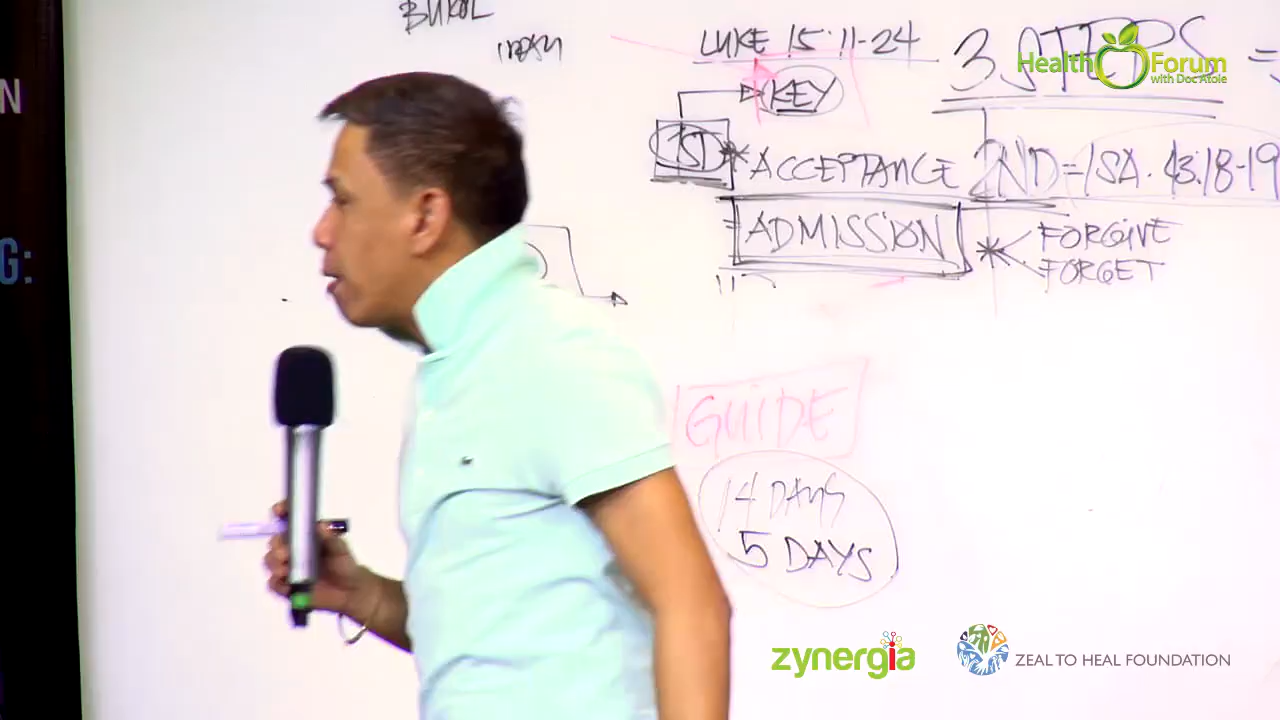 BUKOL
LUKE 15:11-24
3 STEPS =
Health Forum
with Doc Atole
KEY
N
1ST
*ACCEPTANCE
2ND = ISA. 43:18-19
=ADMISSION
* FORGIVE
FORGET
G:
GUIDE
14 DAYS
5 DAYS
zynergia
ZEAL TO HEAL FOUNDATION